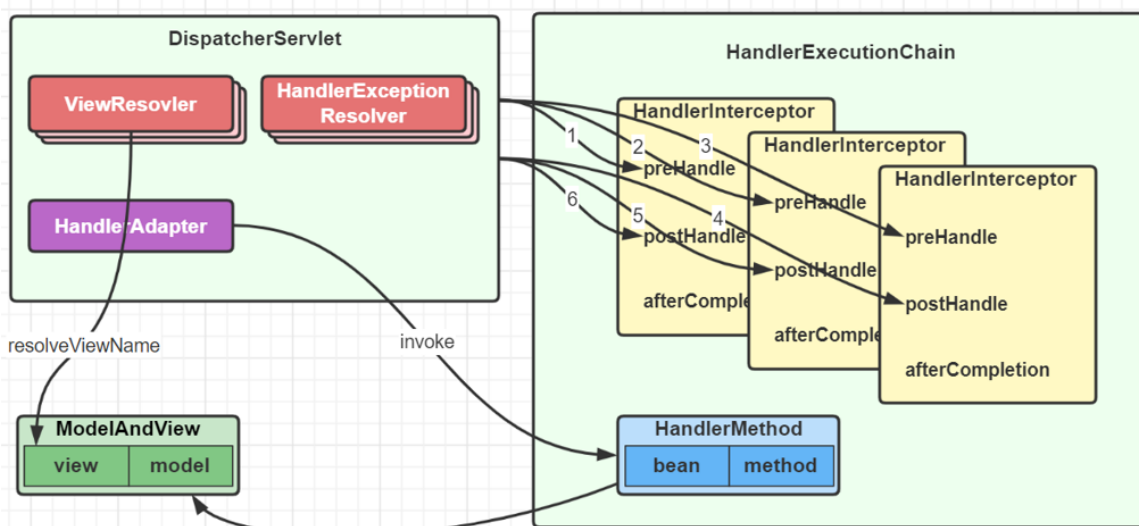 DispatcherServlet
ViewResovler
HandlerException
Resolver
HandlerAdapter
resolveViewName
invoke
ModelAndView
view
model
HandlerExecutionChain
HandlerInterceptor
preHandle
postHandle
afterComple
HandlerInterceptor
preHandle
postHandle
afterComple
HandlerInterceptor
preHandle
postHandle
afterCompletion
1
2
3
4
5
6
HandlerMethod
bean
method